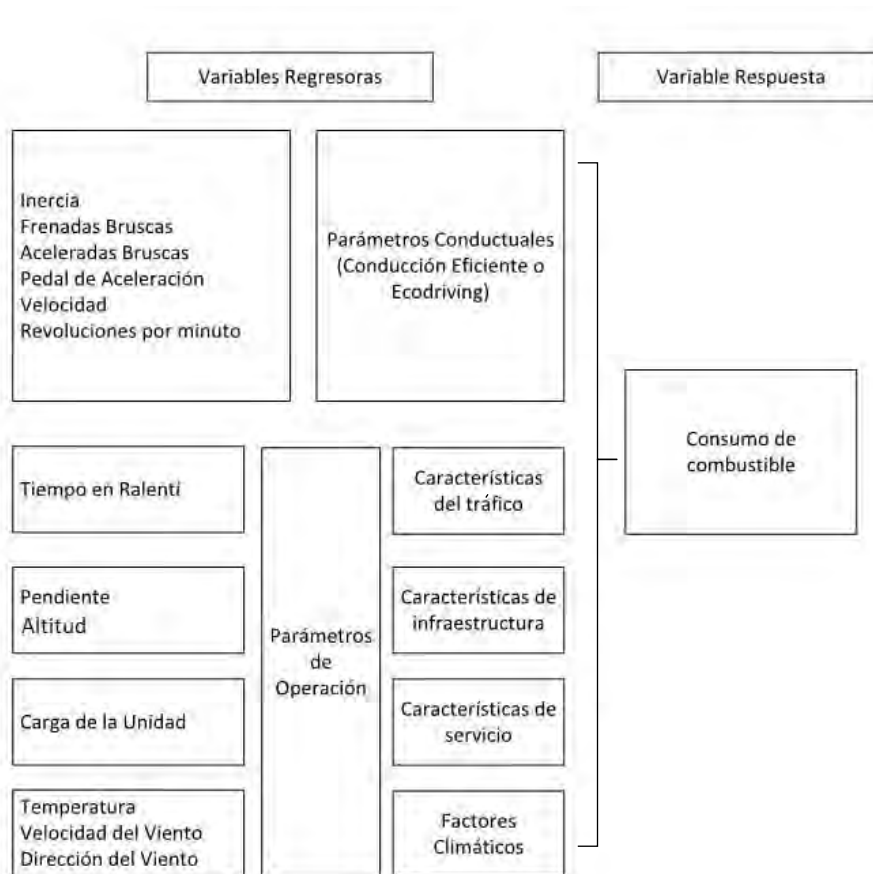 Variables Regresoras
Variable Respuesta
Inercia
Frenadas Bruscas
Aceleradas Bruscas
Pedal de Aceleración
Velocidad
Revoluciones por minuto
Parámetros Conductuales
(Conducción Eficiente o
Ecodriving)
Consumo de
combustible
Tiempo en Ralentí
Parámetros
de
Operación
Características
del tráfico
Pendiente
Altitud
Características de
infraestructura
Carga de la Unidad
Características de
servicio
Temperatura
Velocidad del Viento
Dirección del Viento
Factores
Climáticos